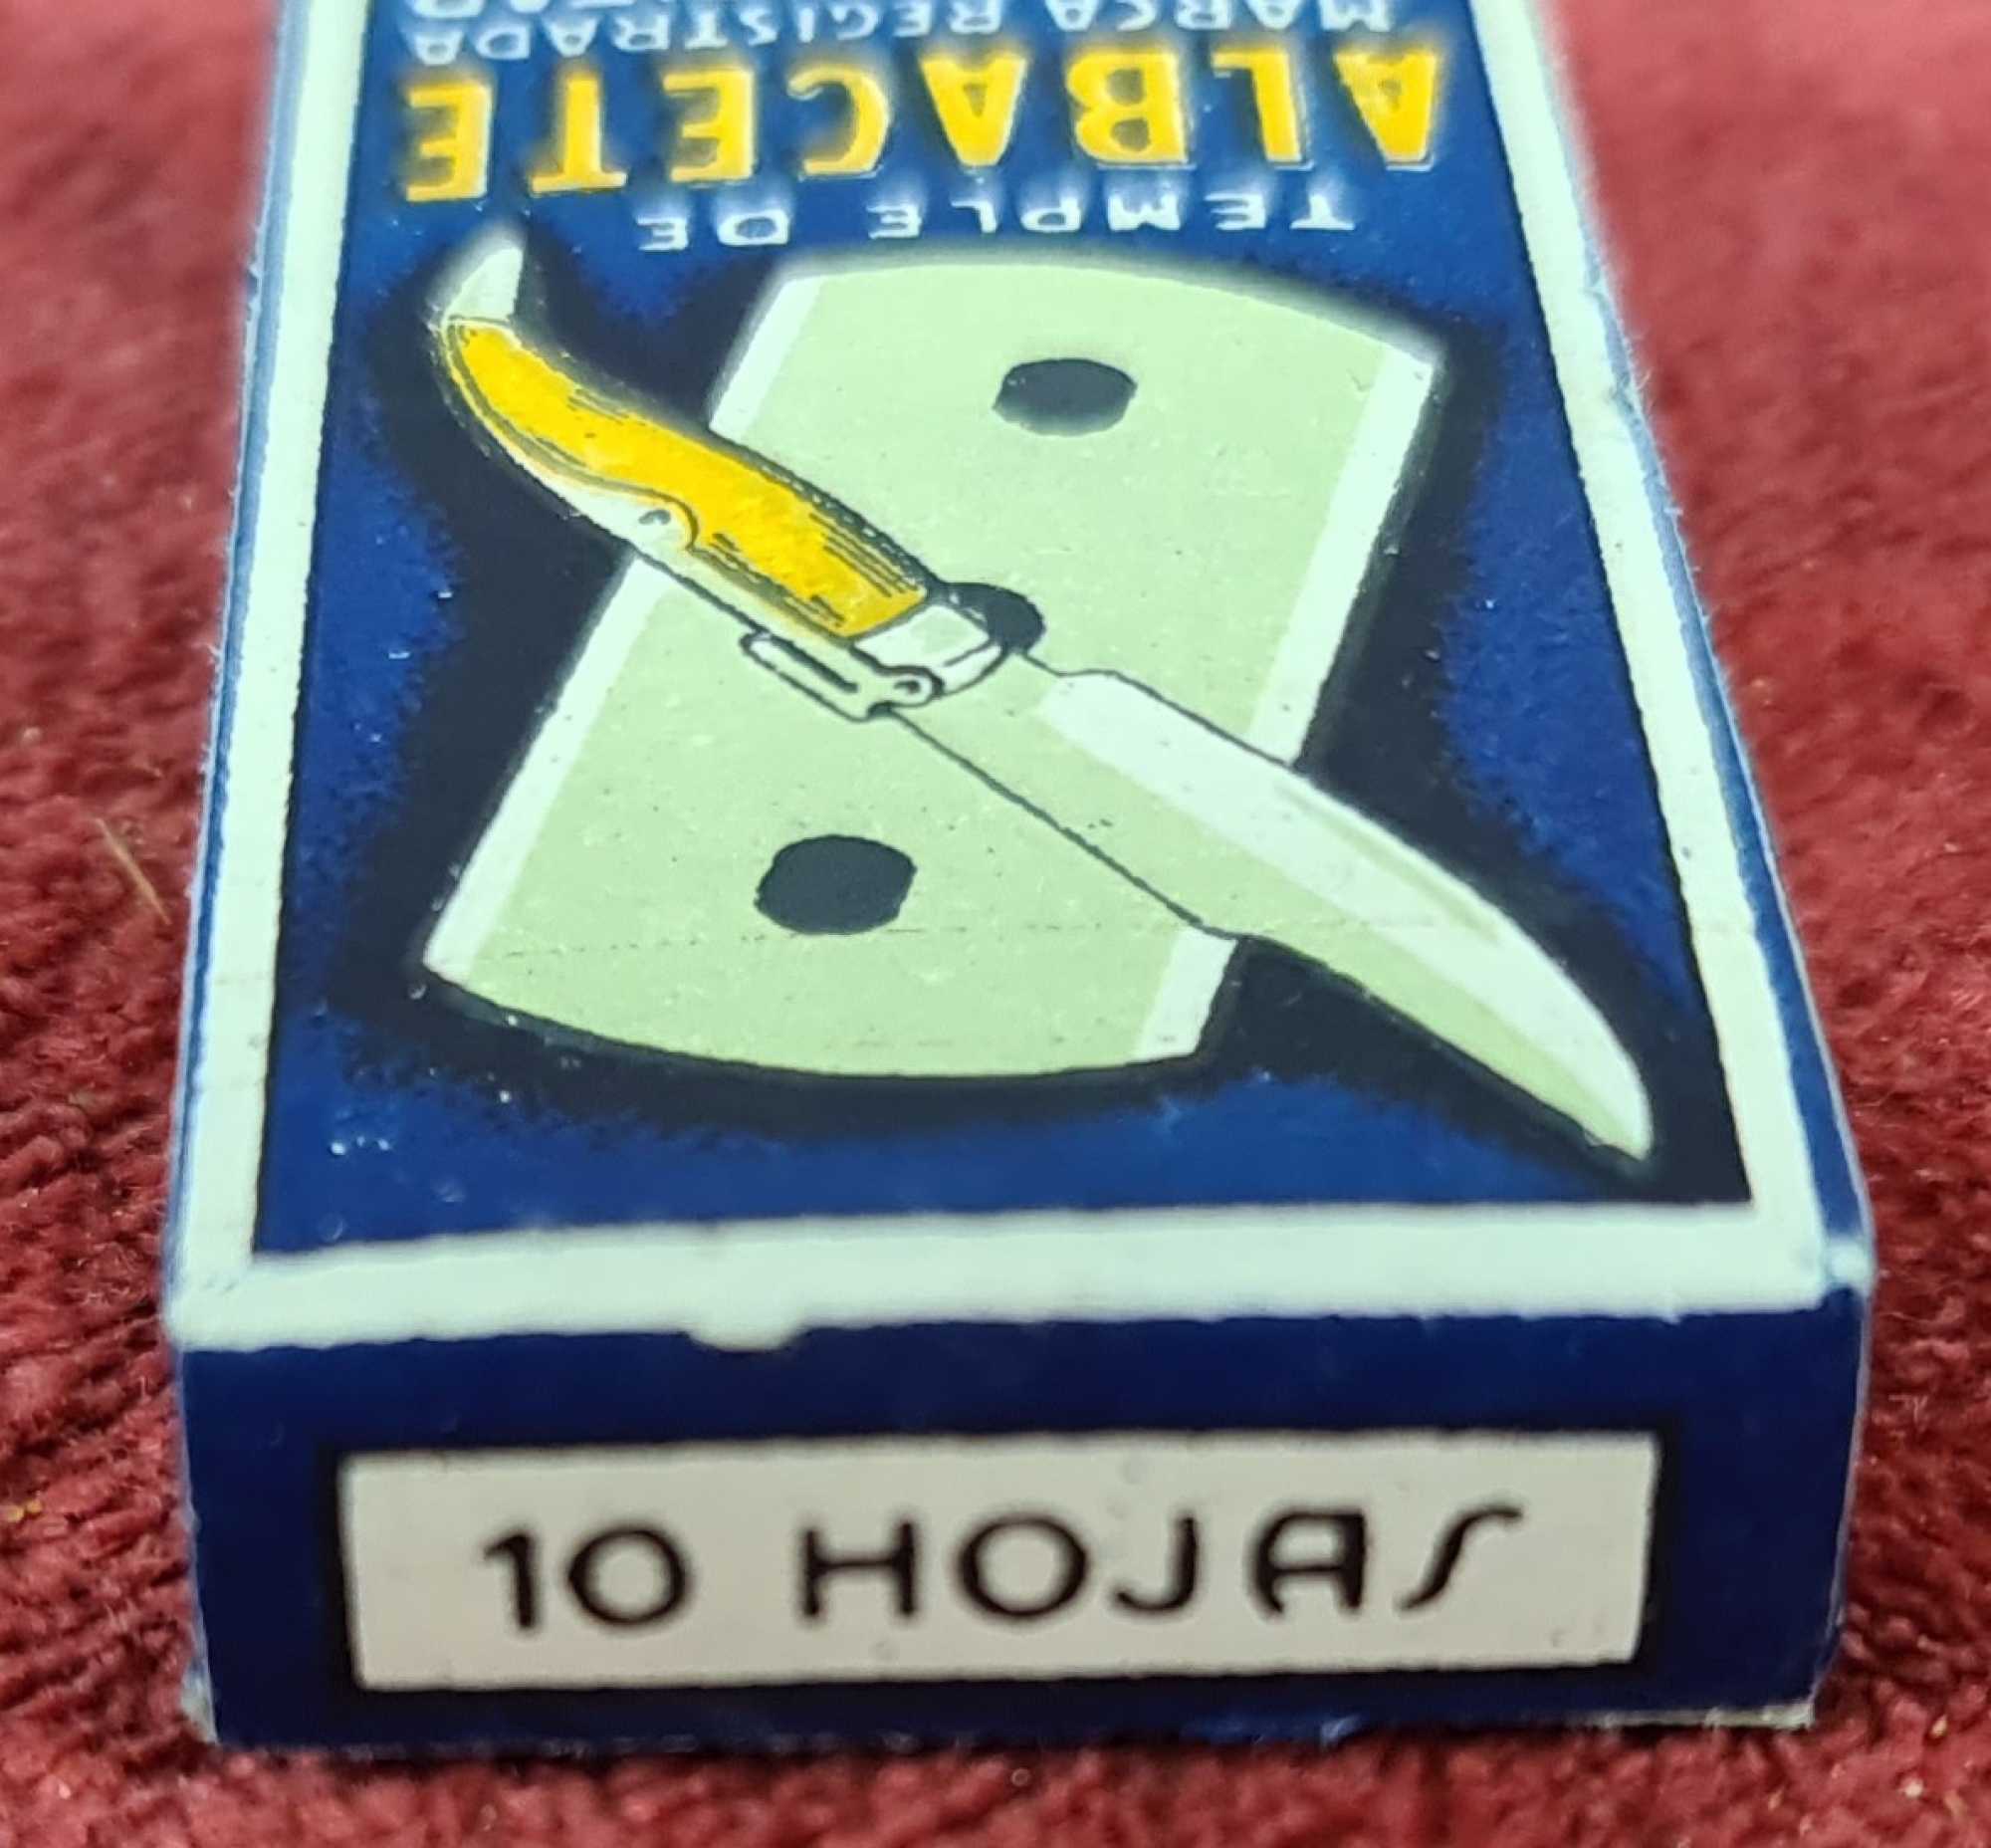 TEMPLE DE
ALBACETE
MARCA REGISTRADA
10 HOJAS